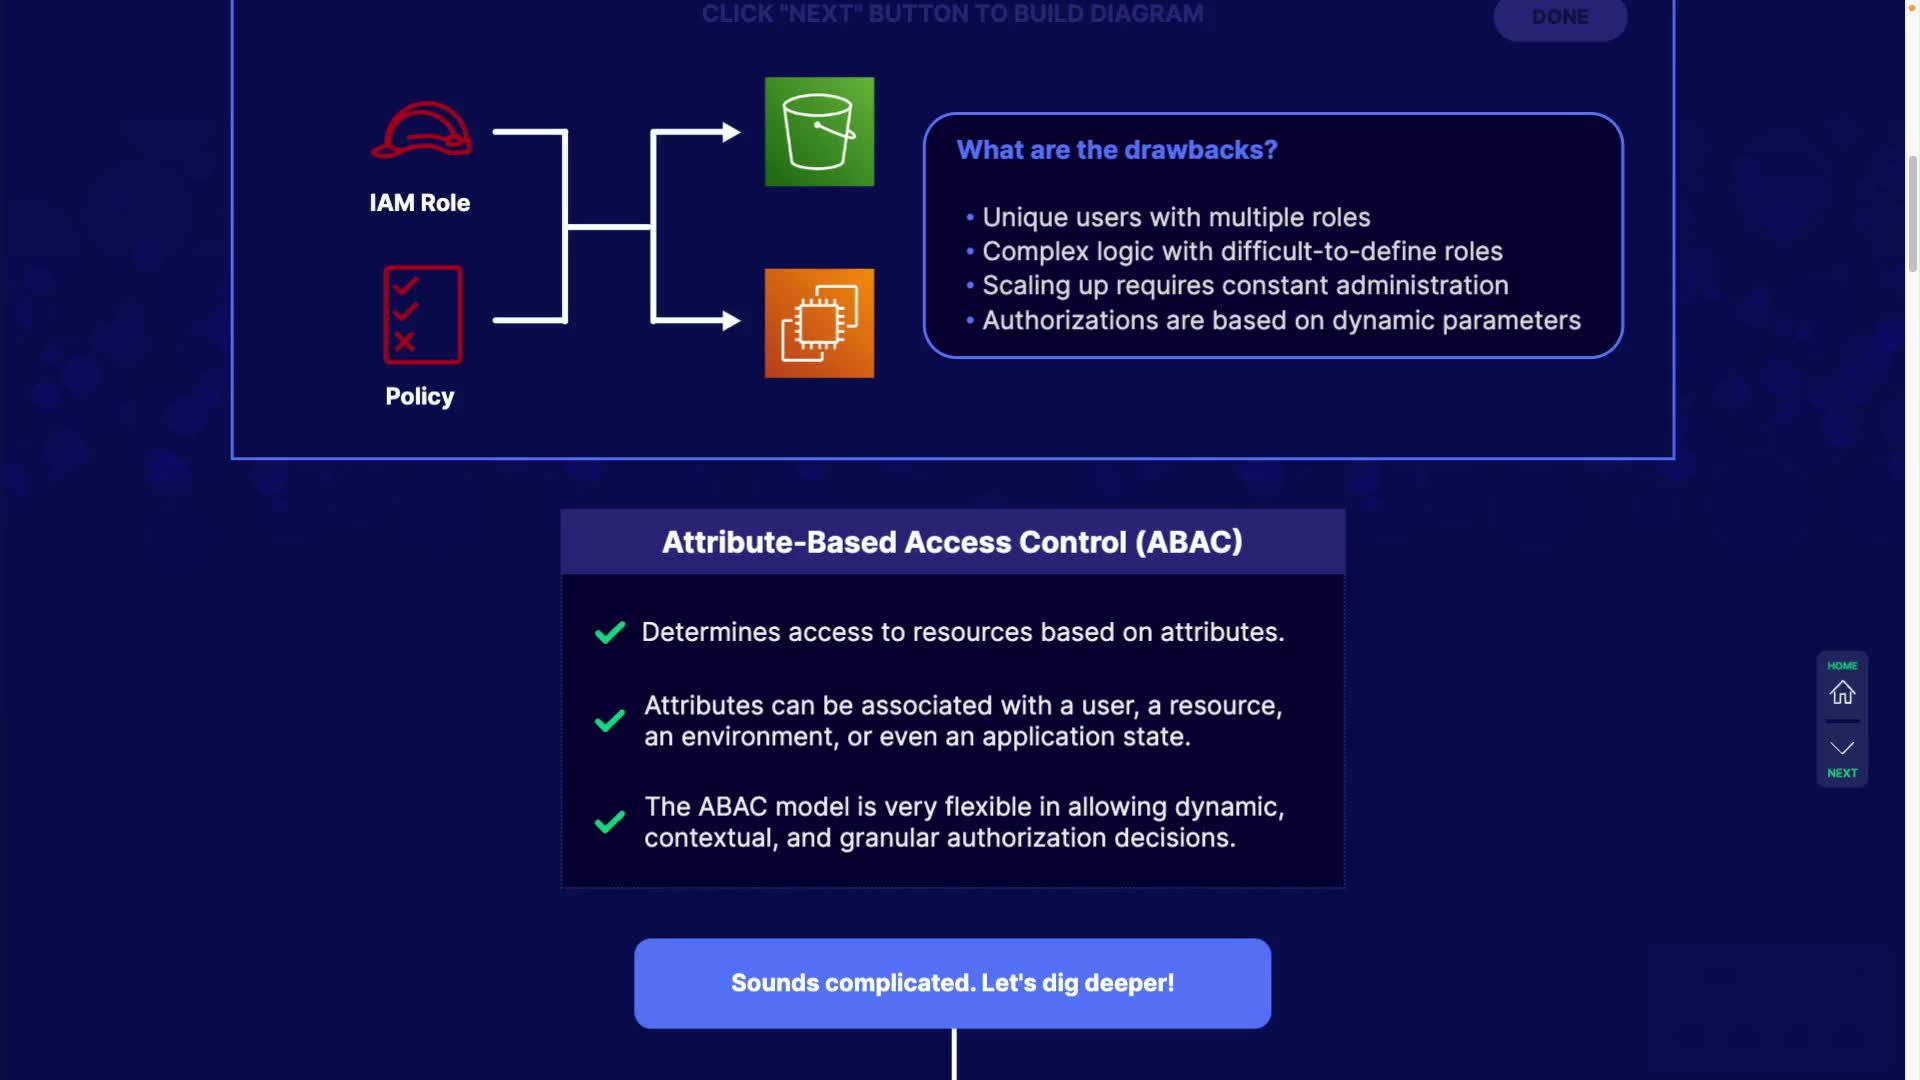 CLICK "NEXT" BUTTON TO BUILD DIAGRAM
DONE
IAM Role
Policy
What are the drawbacks?
• Unique users with multiple roles
• Complex logic with difficult-to-define roles
• Scaling up requires constant administration
• Authorizations are based on dynamic parameters
Attribute-Based Access Control (ABAC)
Determines access to resources based on attributes.
Attributes can be associated with a user, a resource,
an environment, or even an application state.
The ABAC model is very flexible in allowing dynamic,
contextual, and granular authorization decisions.
HOME
NEXT
Sounds complicated. Let's dig deeper!